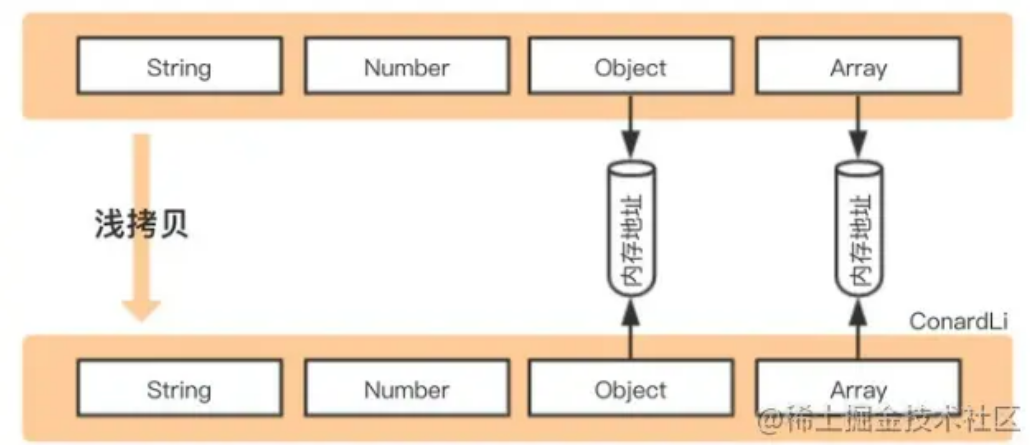 String
Number
Object
Array
内存地址
内存地址
浅拷贝
ConardLi
String
Number
Object
Array
@稀土掘金技术社区